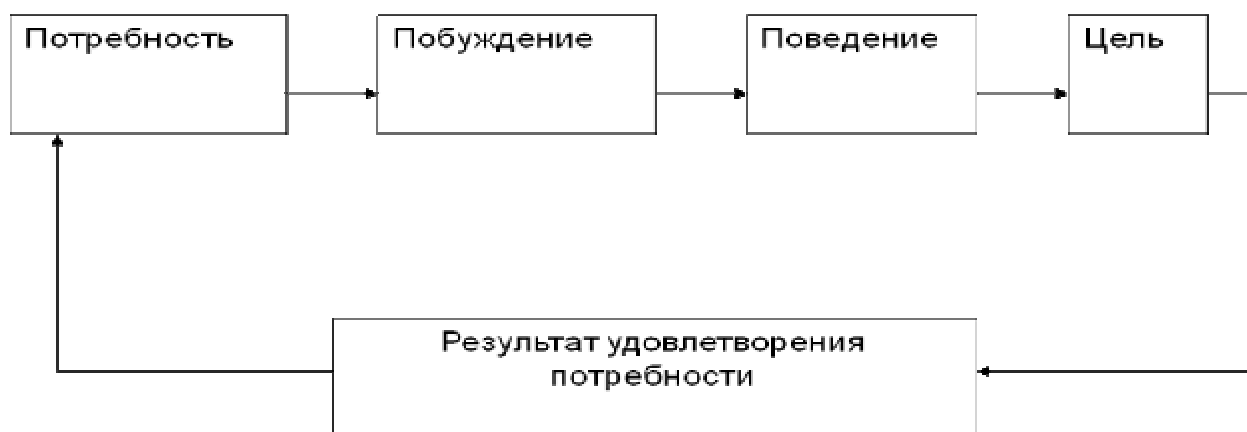 Потребность
Побуждение
Поведение
Цель
Результат удовлетворения
потребности